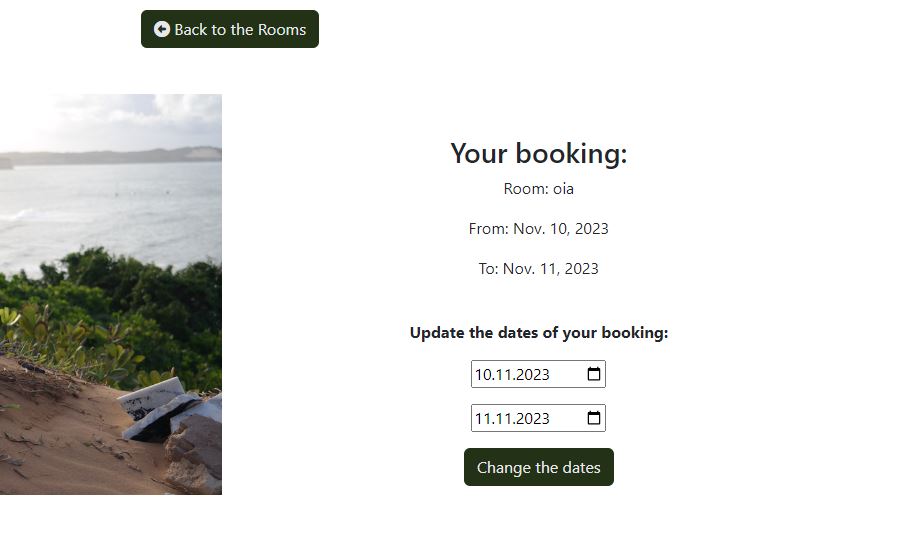 Back to the Rooms
Your booking:
Room: oia
From: Nov. 10, 2023
To: Nov. 11, 2023
Update the dates of your booking:
10.11.2023
11.11.2023
Change the dates